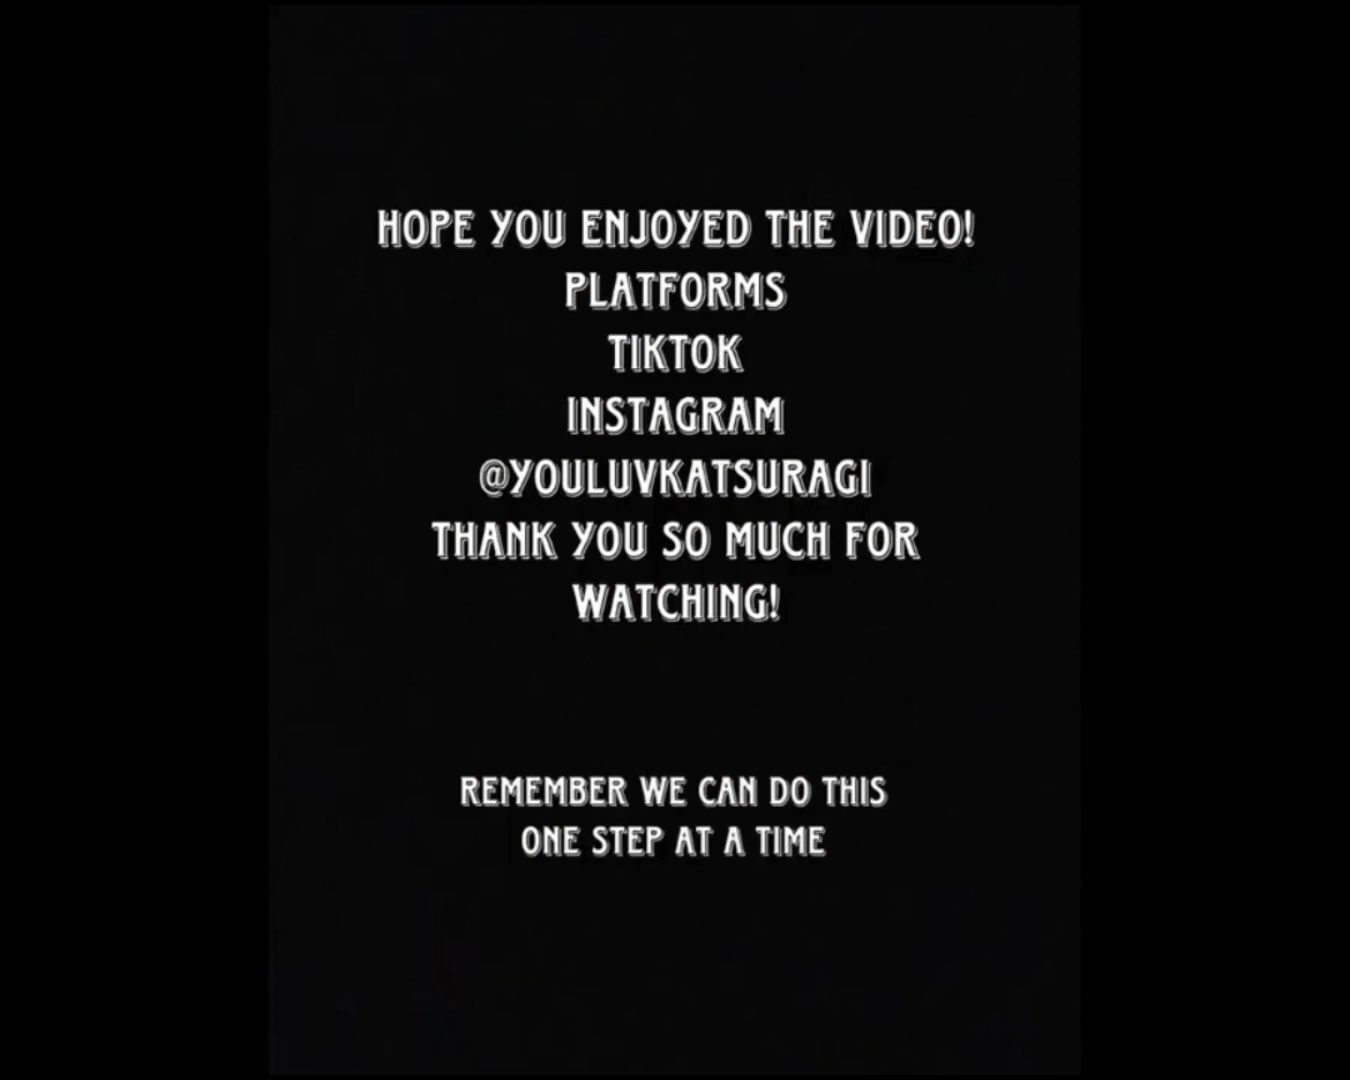 HOPE YOU ENJOYED THE VIDEO!
PLATFORMS
TIKTOK
INSTAGRAM
@YOULUVKATSURAGI
THANK YOU SO MUCH FOR
WATCHING!
REMEMBER WE CAN DO THIS
ONE STEP AT A TIME